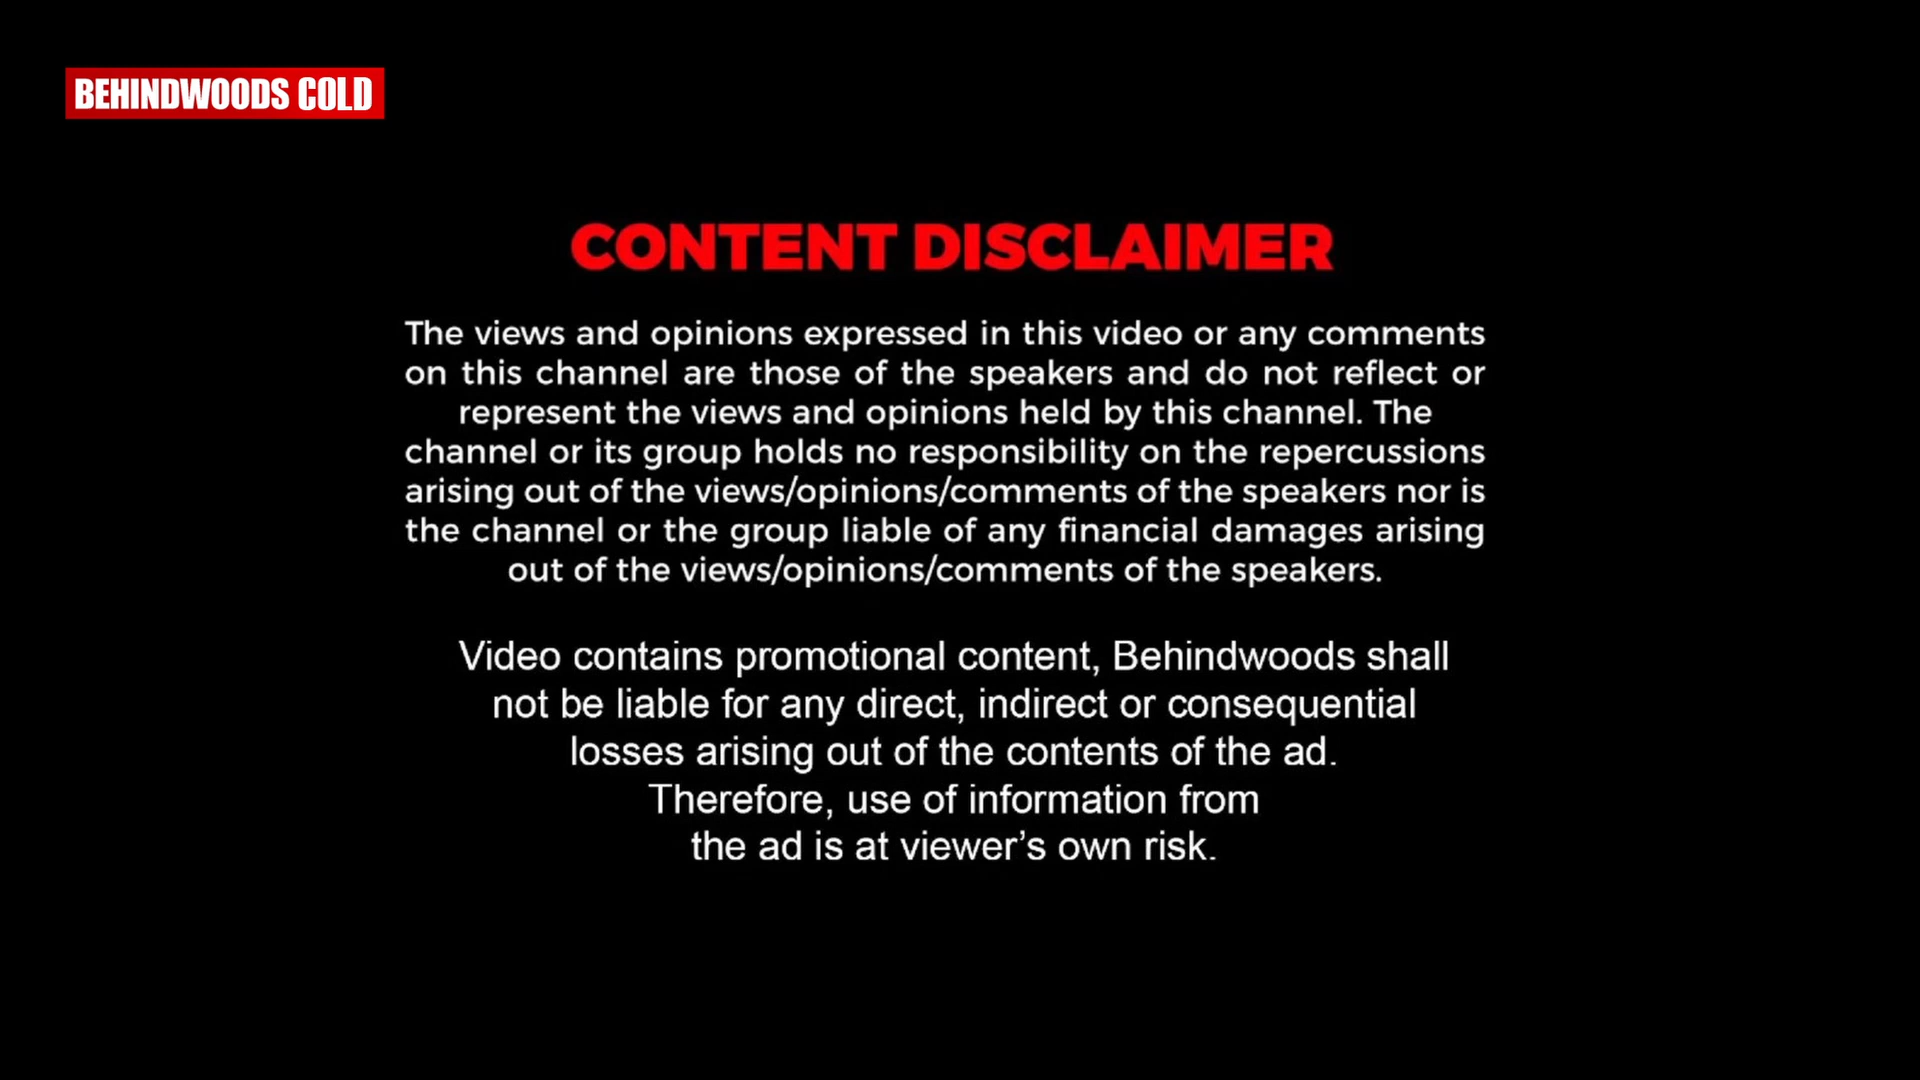 BEHINDWOODS COLD
CONTENT DISCLAIMER
The views and opinions expressed in this video or any comments
on this channel are those of the speakers and do not reflect or
represent the views and opinions held by this channel. The
channel or its group holds no responsibility on the repercussions
arising out of the views/opinions/comments of the speakers nor is
the channel or the group liable of any financial damages arising
out of the views/opinions/comments of the speakers.
Video contains promotional content, Behindwoods shall
not be liable for any direct, indirect or consequential
losses arising out of the contents of the ad.
Therefore, use of information from
the ad is at viewer’s own risk.